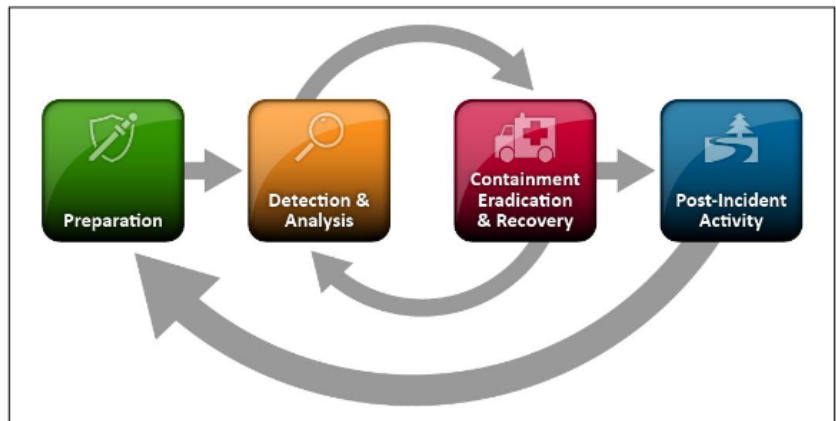 Preparation
Detection &
Analysis
Containment
Eradication
& Recovery
Post-Incident
Activity